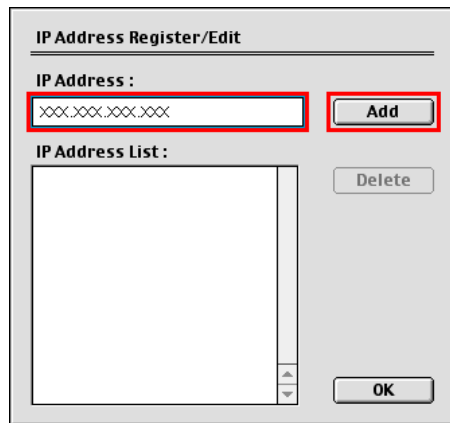 IP Address Register/Edit
IP Address :
XXX.XXX.XXX.XXX
Add
IP Address List :
Delete
OK